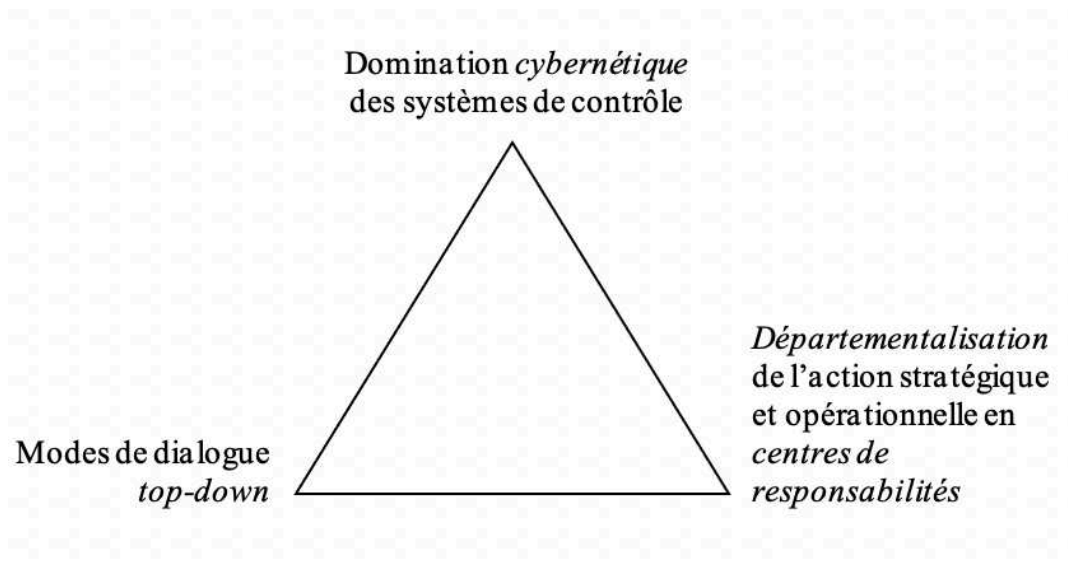 Domination cybernétique
des systèmes de contrôle
Modes de dialogue
top-down
Départementalisation
de l’action stratégique
et opérationnelle en
centres de
responsabilités